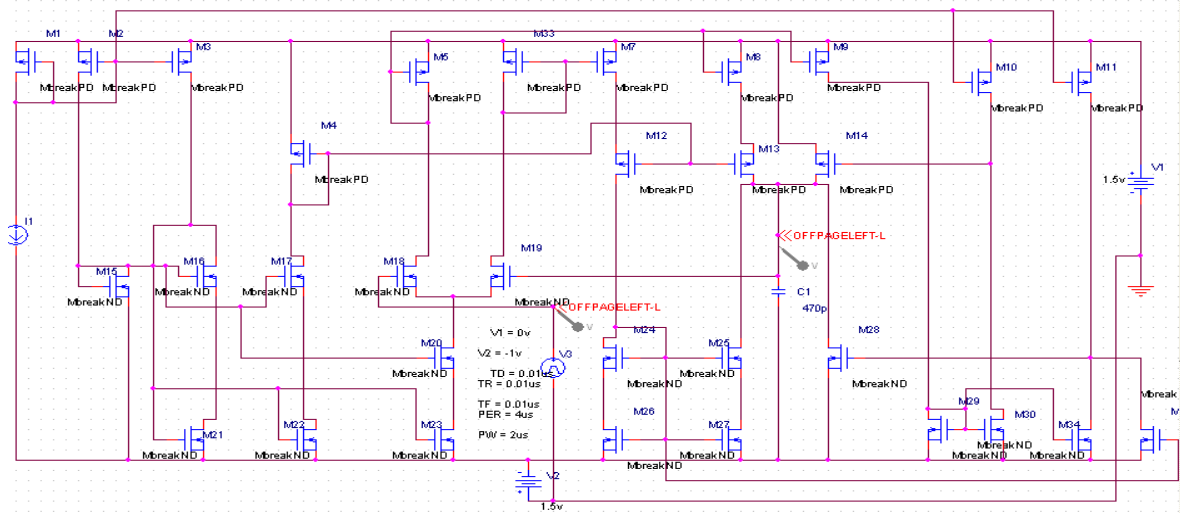 M1
M2
M3
M33
M7
M5
M8
M9
M10
M11
MbreakPD
MbreakPD
MbreakPD
MbreakPD
MbreakPD
MbreakPD
MbreakPD
MbreakPD
MbreakPD
M4
M12
M13
M14
V1
1.5v
MbreakPD
MbreakPD
MbreakPD
MbreakPD
I1
OFFPAGELEFT-L
V
M15
M16
M17
M18
M19
MbreakND
MbreakND
MbreakND
MbreakND
C1
470p
OFFPAGELEFT-L
V
V1 = 0v
V2 = -1v
TD = 0.01us
TR = 0.01us
TF = 0.01us
PER = 4us
PW = 2us
V3
M20
MbreakND
M24
M25
M28
MbreakND
MbreakND
Mbreak
M21
M22
M23
M26
M27
M29
M30
M34
M
MbreakND
MbreakND
MbreakND
MbreakND
MbreakND
MbreakND
MbreakND
MbreakND
V2
1.5v